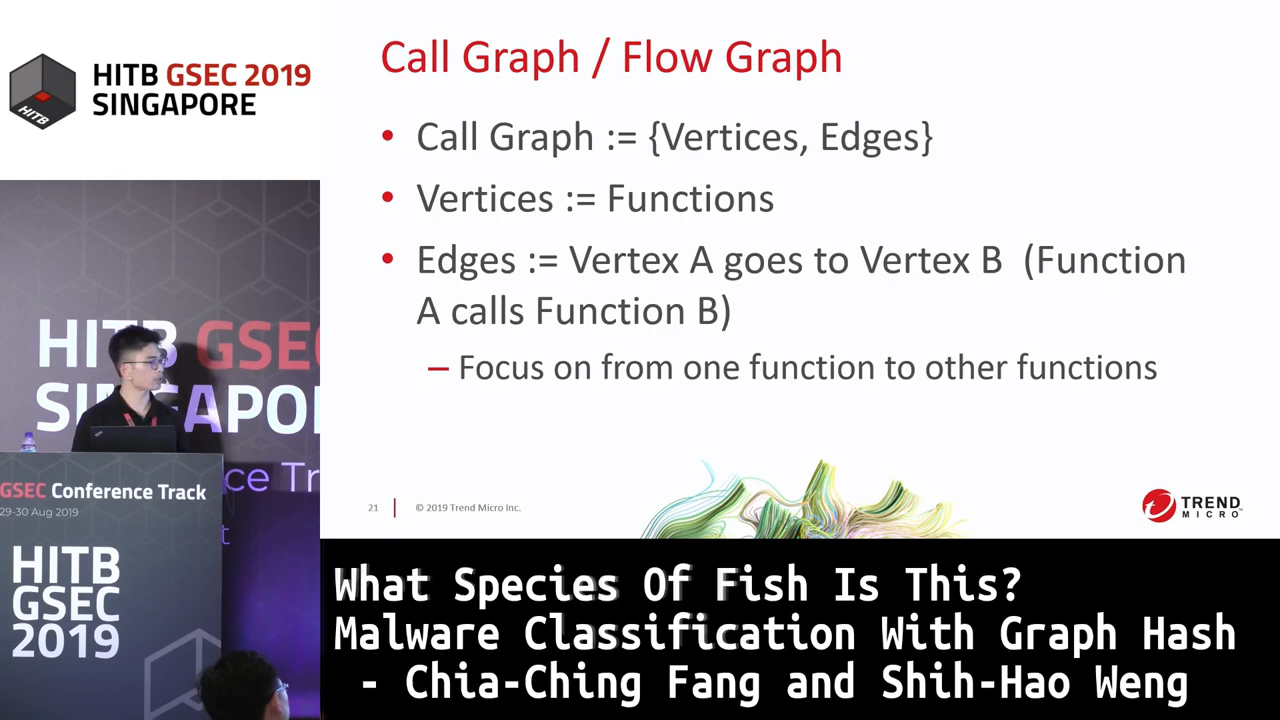 HITB GSEC 2019
SINGAPORE
HITB
Call Graph / Flow Graph
• Call Graph := {Vertices, Edges}
• Vertices := Functions
• Edges := Vertex A goes to Vertex B (Function
A calls Function B)
– Focus on from one function to other functions
21
© 2019 Trend Micro Inc.
TREND
MICRO
HITB GSEC
GSEC Conference Track
29-30 Aug 2019
HITB
GSEC
2019
What Species Of Fish Is This?
Malware Classification With Graph Hash
- Chia-Ching Fang and Shih-Hao Weng